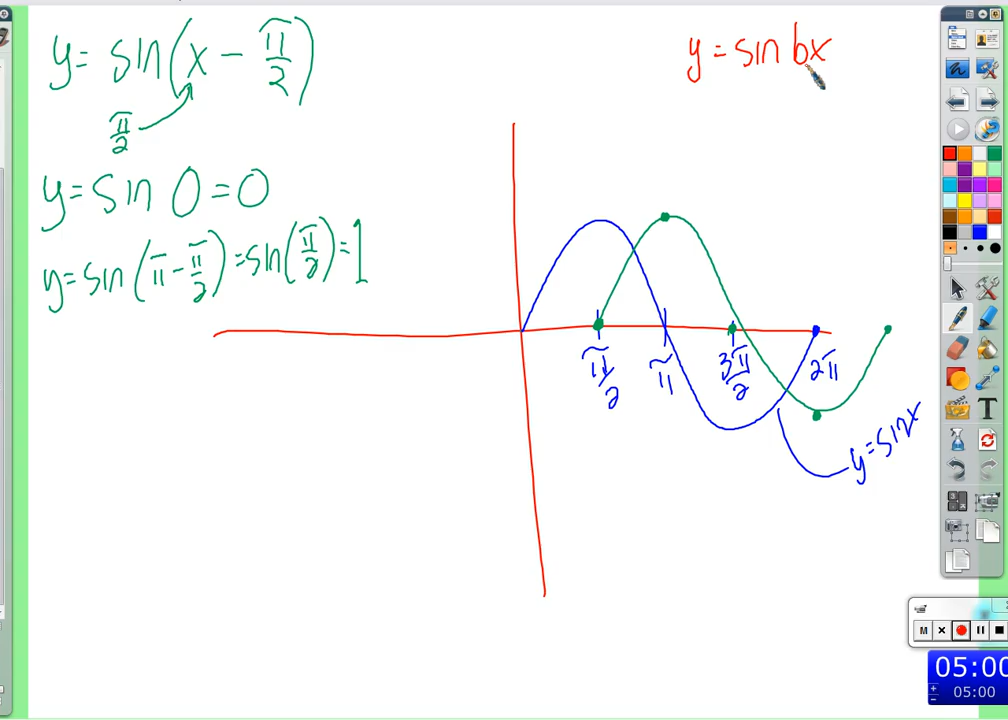 y = sin(x - π/2)
y = sin bx
π/2
y = sin 0 = 0
y = sin(π - π/2) = sin(π/2) = 1
π/2 π 3π/2 2π
y = sin x
M
05:00
05:00